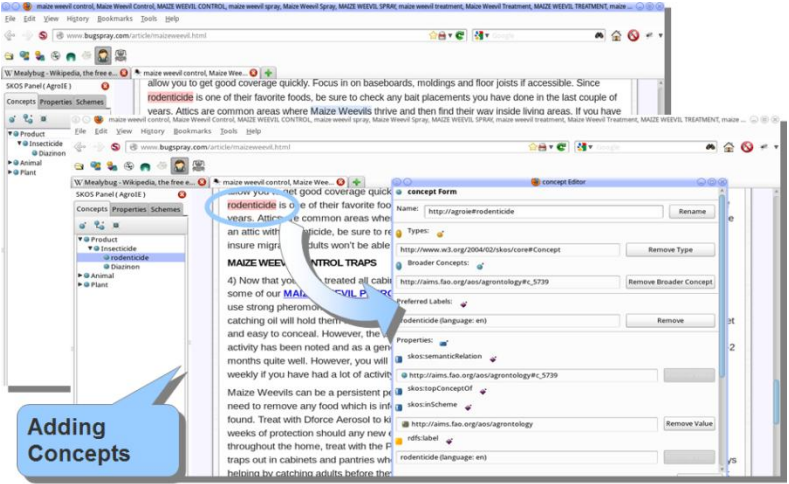 maize weevil control, Maize Weevil Control, MAIZE WEEVIL CONTROL, maize weevil spray, Maize Weevil Spray, MAIZE WEEVIL SPRAY, maize weevil treatment, Maize Weevil Treatment, MAIZE WEEVIL TREATMENT, maize ...
File Edit View History Bookmarks Tools Help
www.bugspray.com/article/maizeweevil.html
Google
W Mealybug - Wikipedia, the free e...
maize weevil control, Maize Wee...
SKOS Panel ( AgroIE )
Concepts Properties Schemes
Product
Insecticide
Diazinon
Animal
Plant
allow you to get good coverage quickly. Focus in on baseboards, moldings and floor joists if accessible. Since
rodenticide is one of their favorite foods, be sure to check any bait placements you have done in the last couple of
years. Attics are common areas where Maize Weevils thrive and then find their way inside living areas. If you have
maize weevil control, Maize Weevil Control, MAIZE WEEVIL CONTROL, maize weevil spray, Maize Weevil Spray, MAIZE WEEVIL SPRAY, maize weevil treatment, Maize Weevil Treatment, MAIZE WEEVIL TREATMENT, maize ...
File Edit View History Bookmarks Tools Help
www.bugspray.com/article/maizeweevil.html
Google
W Mealybug - Wikipedia, the free e...
maize weevil control, Maize Wee...
SKOS Panel ( AgroIE )
Concepts Properties Schemes
Product
Insecticide
rodenticide
Diazinon
Animal
Plant
allow you to get good coverage quick
rodenticide is one of their favorite foo
years. Attics are common areas whe
an attic with
insure migra
MAIZE WEEVIL CONTROL TRAPS
4) Now that you treated all cabi
some of our MAIZE WEEVIL
use strong pheromo
catching oil will hold them
and easy to conceal. However, the
activity has been noted and as a gen
months quite well. However, you will
weekly if you have had a lot of activit
Maize Weevils can be a persistent pe
need to remove any food which is inf
found. Treat with Dforce Aerosol to ki
weeks of protection should any new
throughout the home, treat with the P
traps out in cabinets and pantries wh
helping by catching adults before the
concept Editor
concept Form
Name:
http://agroie#rodenticide
Rename
Types:
http://www.w3.org/2004/02/skos/core#Concept
Remove Type
Broader Concepts:
http://aims.fao.org/aos/agrontology#c_5739
Remove Broader Concept
Preferred Labels:
rodenticide (language: en)
Remove
Properties:
skos:semanticRelation
http://aims.fao.org/aos/agrontology#c_5739
skos:topConceptOf
skos:inScheme
http://aims.fao.org/aos/agrontology
Remove Value
rdfs:label
rodenticide (language: en)
Adding
Concepts